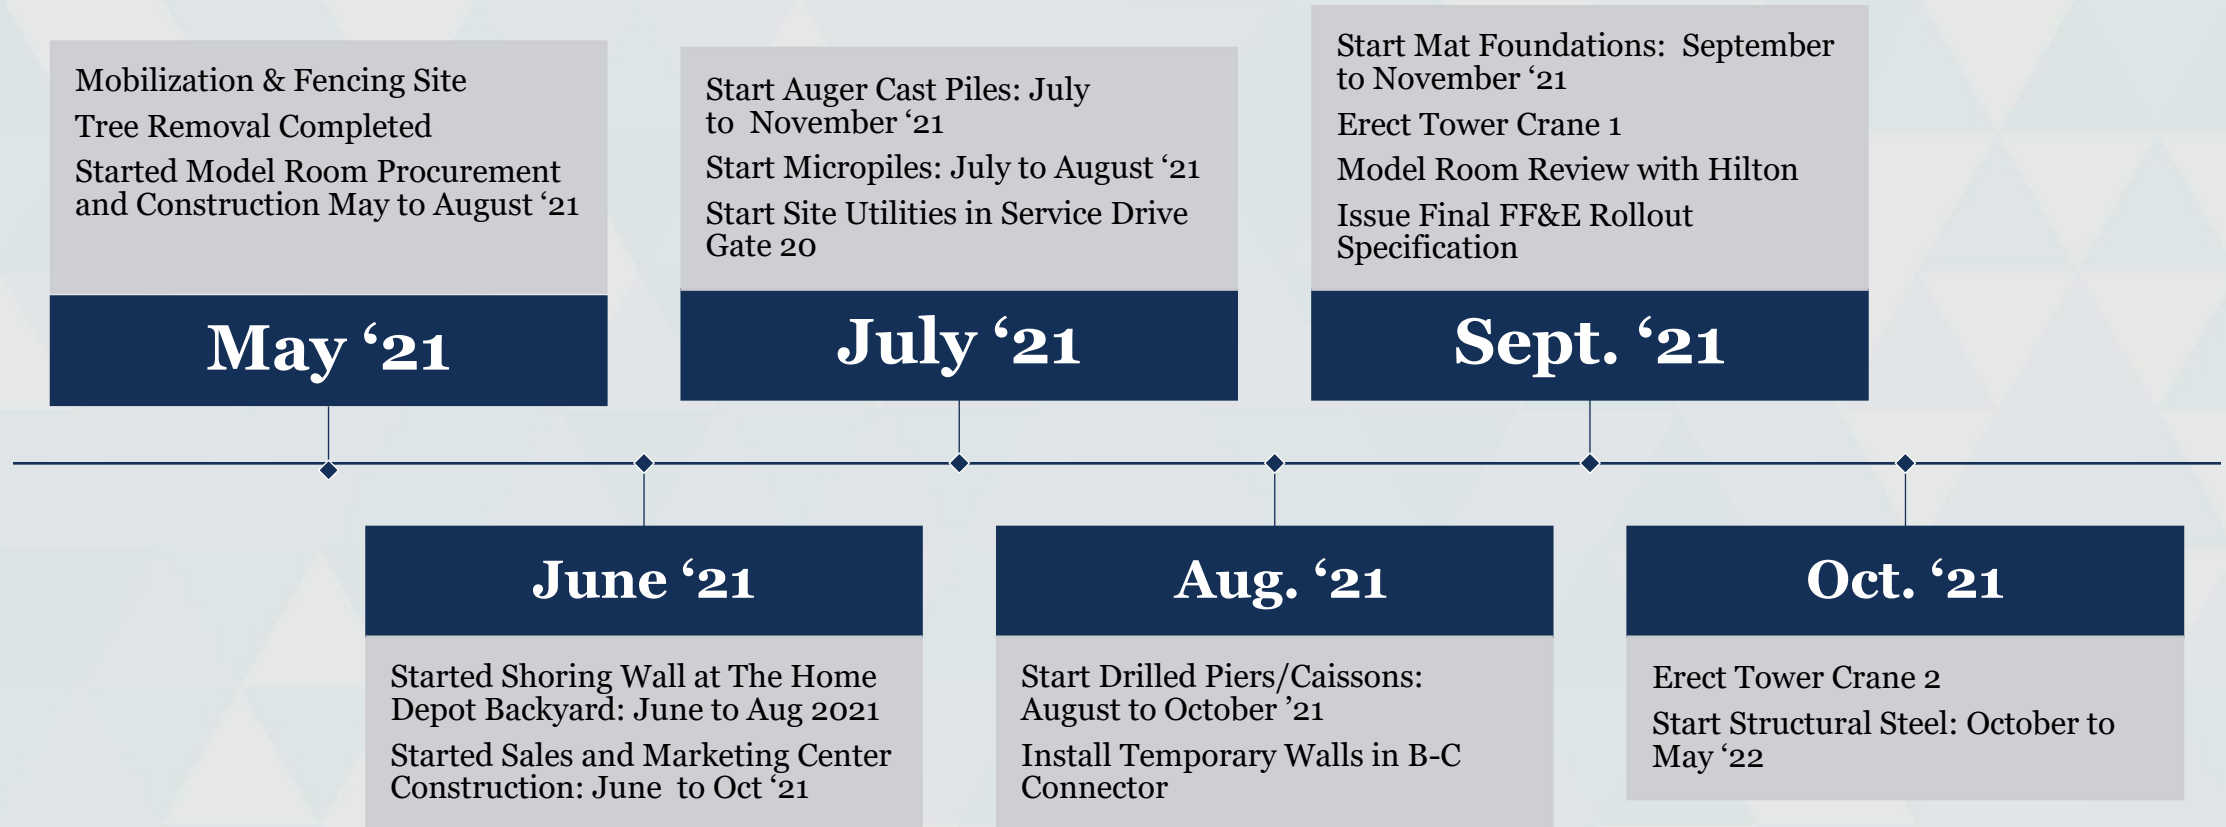 Mobilization & Fencing Site
Tree Removal Completed
Started Model Room Procurement
and Construction May to August ‘21
May ‘21
Started Shoring Wall at The Home
Depot Backyard: June to Aug 2021
Started Sales and Marketing Center
Construction: June  to Oct ‘21
June ‘21
Start Auger Cast Piles: July
to  November ‘21
Start Micropiles: July to August ‘21
Start Site Utilities in Service Drive
Gate 20
July ‘21
Aug. ‘21
Start Drilled Piers/Caissons:
August to October ’21
Install Temporary Walls in B-C
Connector
Start Mat Foundations:  September
to November ‘21
Erect Tower Crane 1
Model Room Review with Hilton
Issue Final FF&E Rollout
Specification
Sept. ‘21
Oct. ‘21
Erect Tower Crane 2
Start Structural Steel: October to
May ‘22